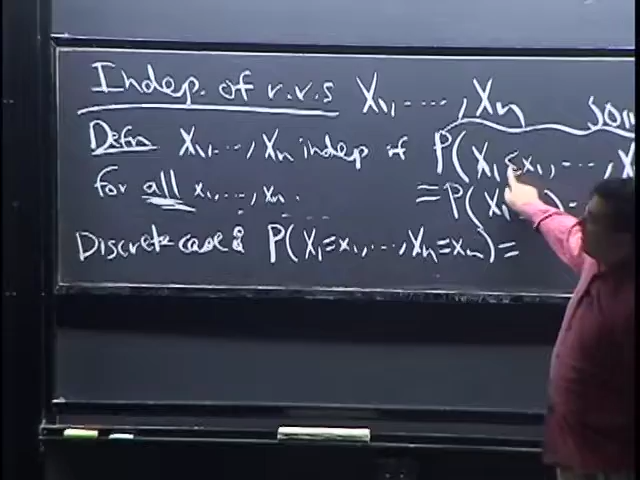 Indep. of r.v.s X₁, ..., Xₙ
Defn X₁, ..., Xₙ indep if P(X₁≤x₁, ...,
for all x₁, ..., xₙ. = P(X₁
Discrete case: P(X₁=x₁, ..., Xₙ=xₙ)=